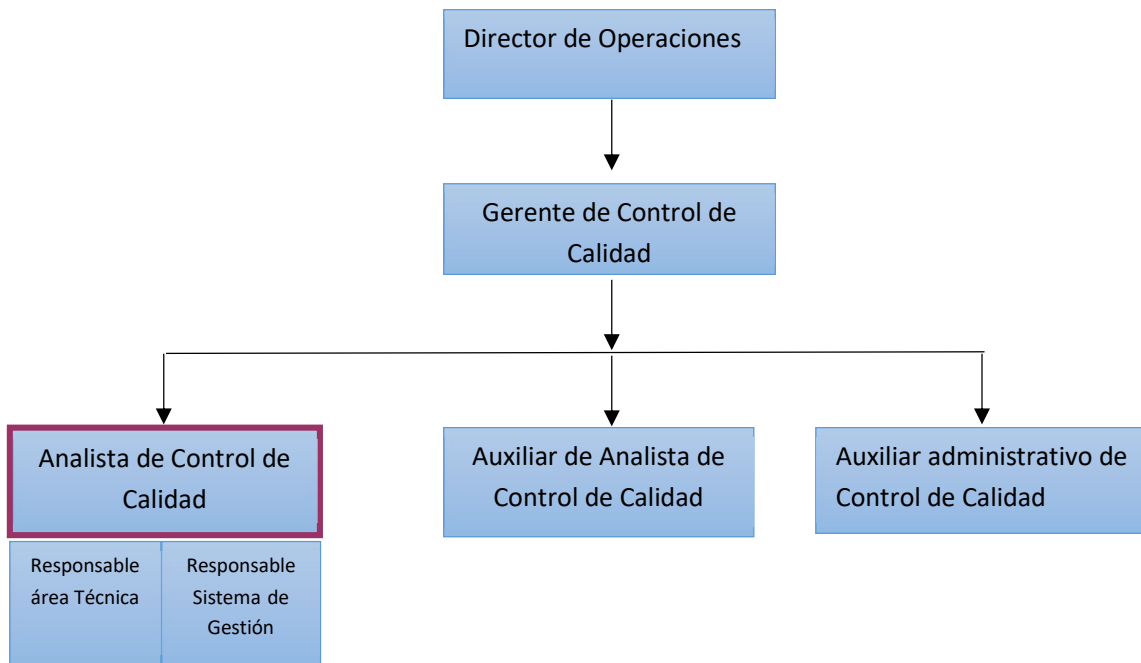 Director de Operaciones
Gerente de Control de
Calidad
Analista de Control de
Calidad
Auxiliar de Analista de
Control de Calidad
Auxiliar administrativo de
Control de Calidad
Responsable
área Técnica
Responsable
Sistema de
Gestión